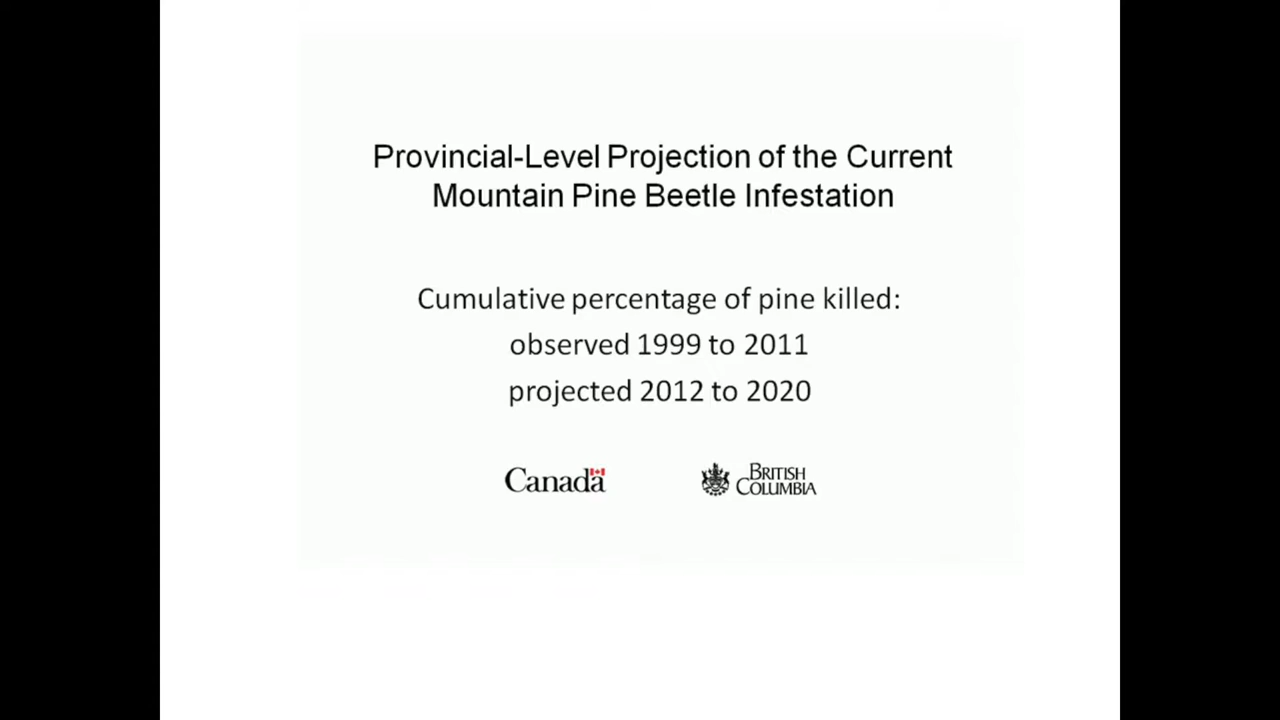 Provincial-Level Projection of the Current
Mountain Pine Beetle Infestation
Cumulative percentage of pine killed:
observed 1999 to 2011
projected 2012 to 2020
Canada
BRITISH
COLUMBIA